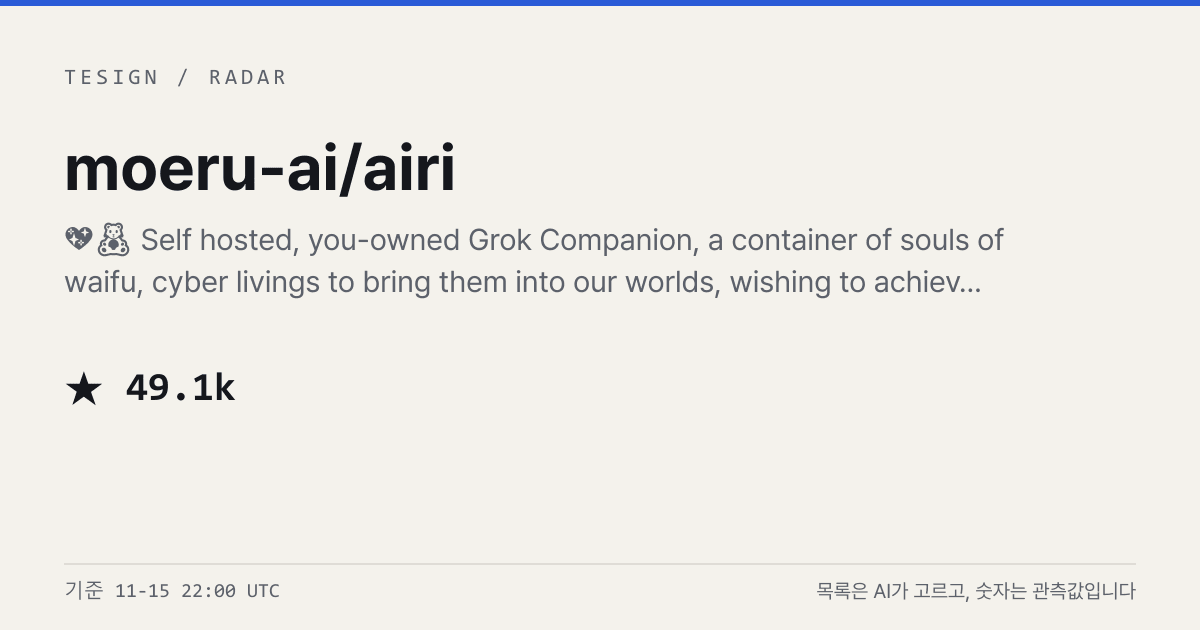 TESIGN / RADAR
moeru-ai/airi
💖🧸 Self hosted, you-owned Grok Companion, a container of souls of
waifu, cyber livings to bring them into our worlds, wishing to achiev...
★ 49.1k
기준 11-15 22:00 UTC
목록은 AI가 고르고, 숫자는 관측값입니다